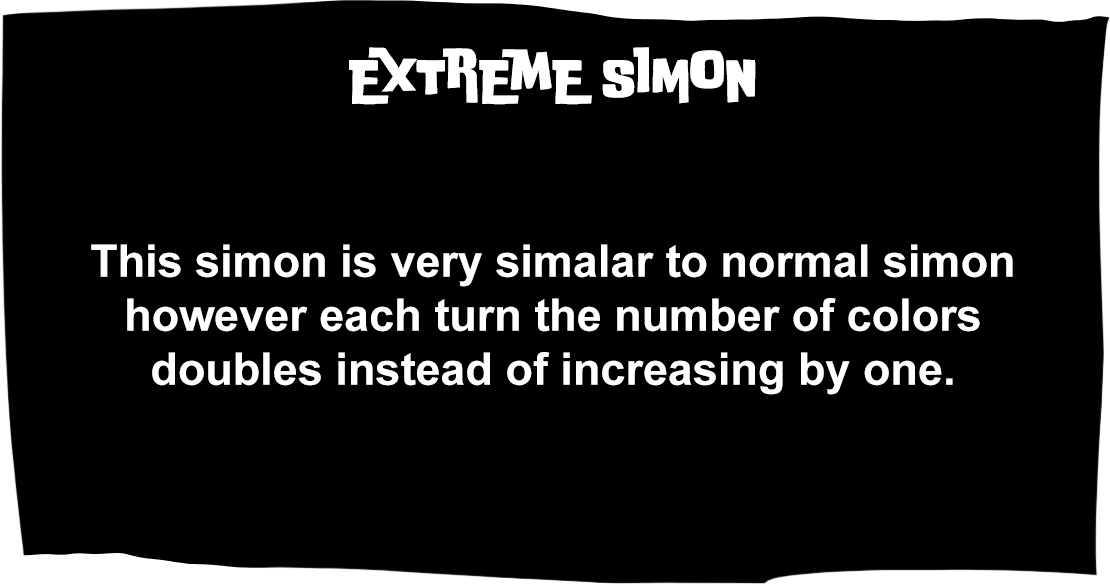 EXTREME SIMON
This simon is very simalar to normal simon
however each turn the number of colors
doubles instead of increasing by one.